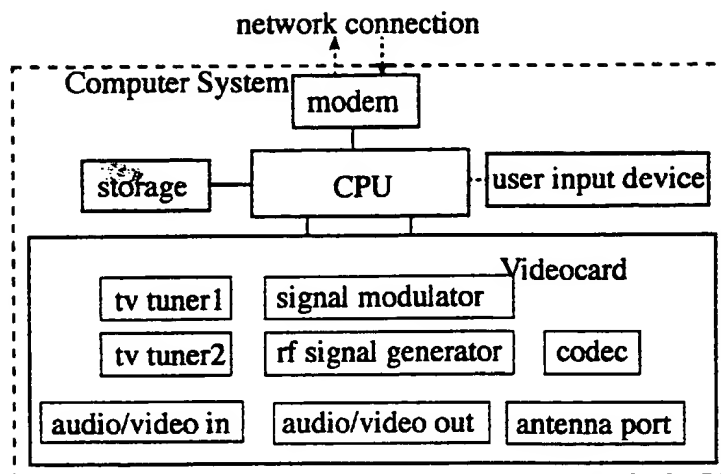 network connection
Computer System
modem
storage
CPU
user input device
Videocard
tv tuner1
signal modulator
tv tuner2
rf signal generator
codec
audio/video in
audio/video out
antenna port